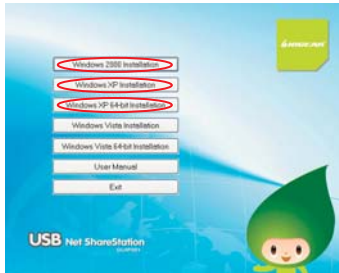 IOGEAR
Windows 2000 Installation
Windows XP Installation
Windows XP 64-bit Installation
Windows Vista Installation
Windows Vista 64-bit Installation
User Manual
Exit
USB Net ShareStation